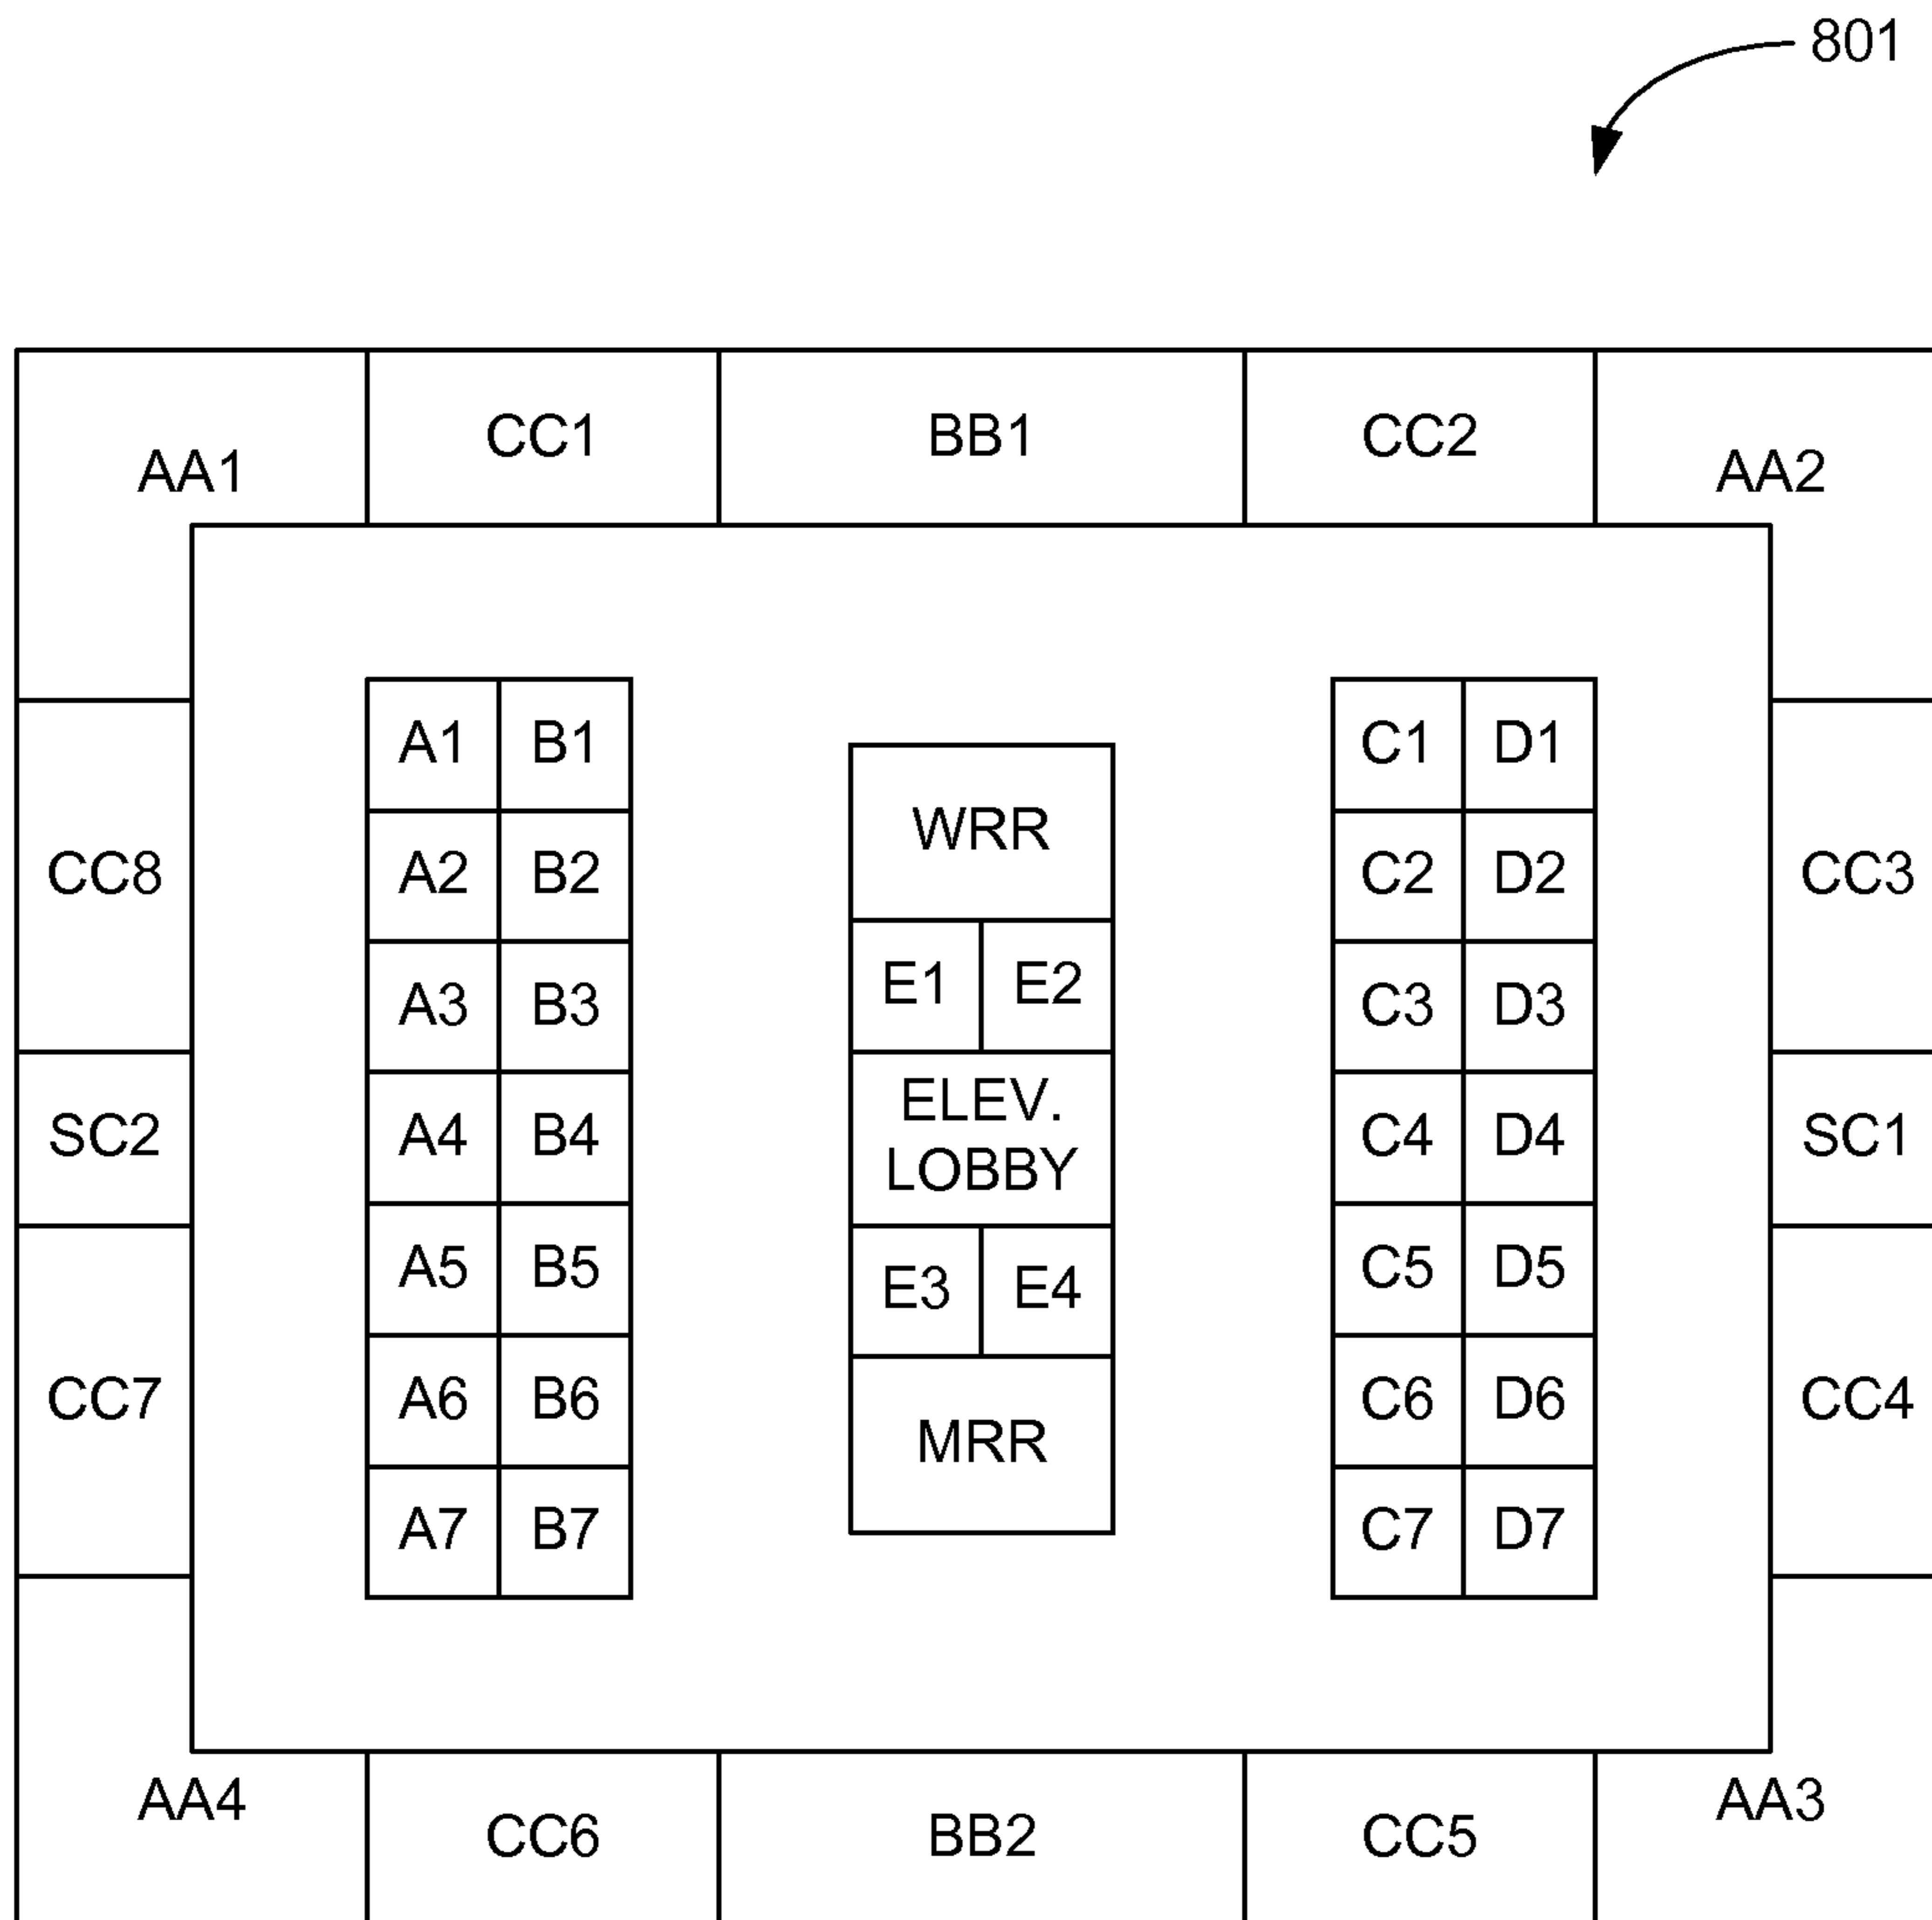 801
AA1
CC1
BB1
CC2
AA2
A1 B1
C1 D1
WRR
CC8
A2 B2
C2 D2
CC3
A3 B3
E1 E2
C3 D3
SC2
A4 B4
ELEV.
LOBBY
C4 D4
SC1
A5 B5
E3 E4
C5 D5
CC7
A6 B6
MRR
C6 D6
CC4
A7 B7
C7 D7
AA4
CC6
BB2
CC5
AA3